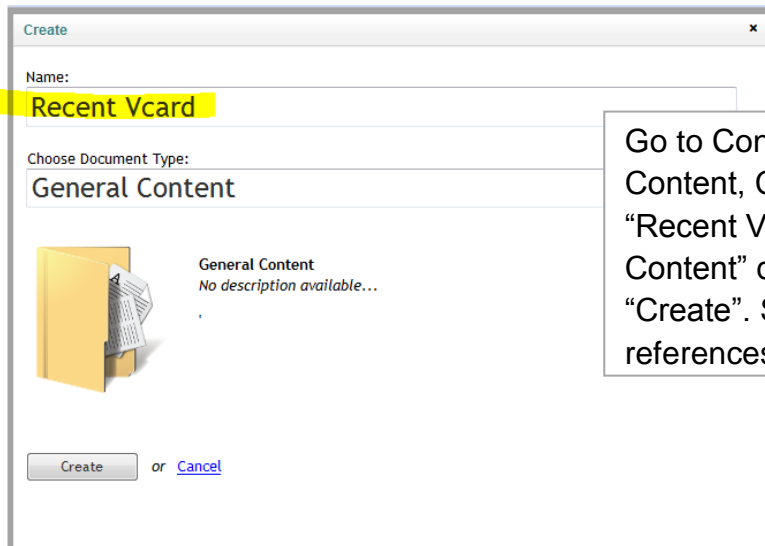 Create
Name:
Recent Vcard
Choose Document Type:
General Content
General Content
No description available...
Create or Cancel
Go to
Content,
“Recent
Content”
“Create”.
references